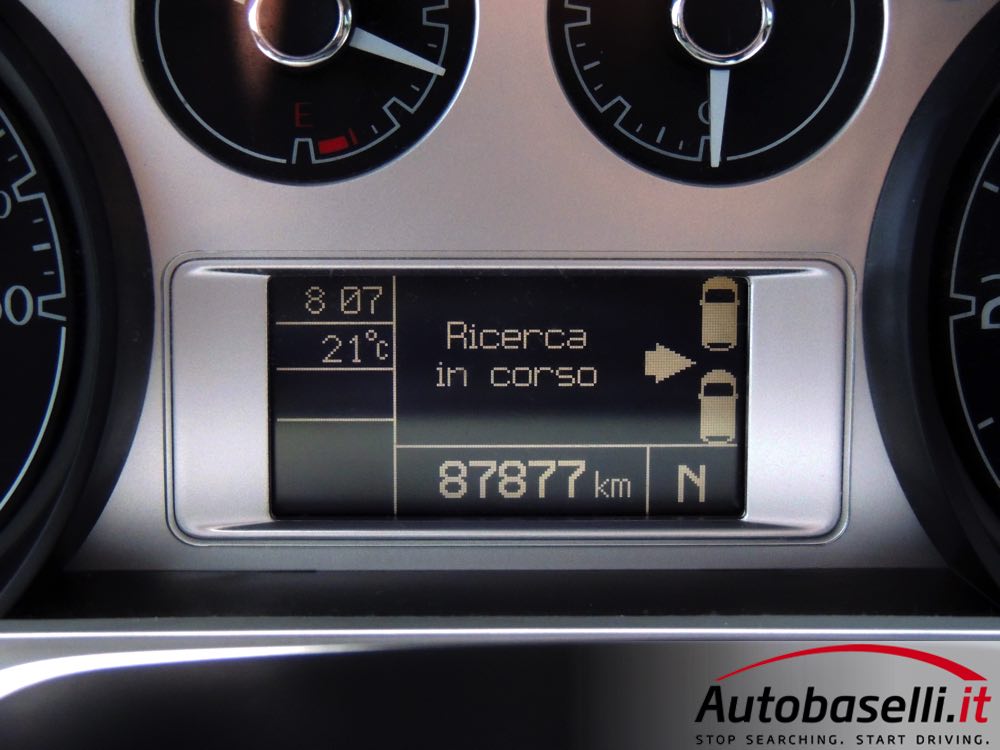 E
C
8 07
21°C
Ricerca
in corso
87877 km
N
Autobaselli.it
STOP SEARCHING. START DRIVING.